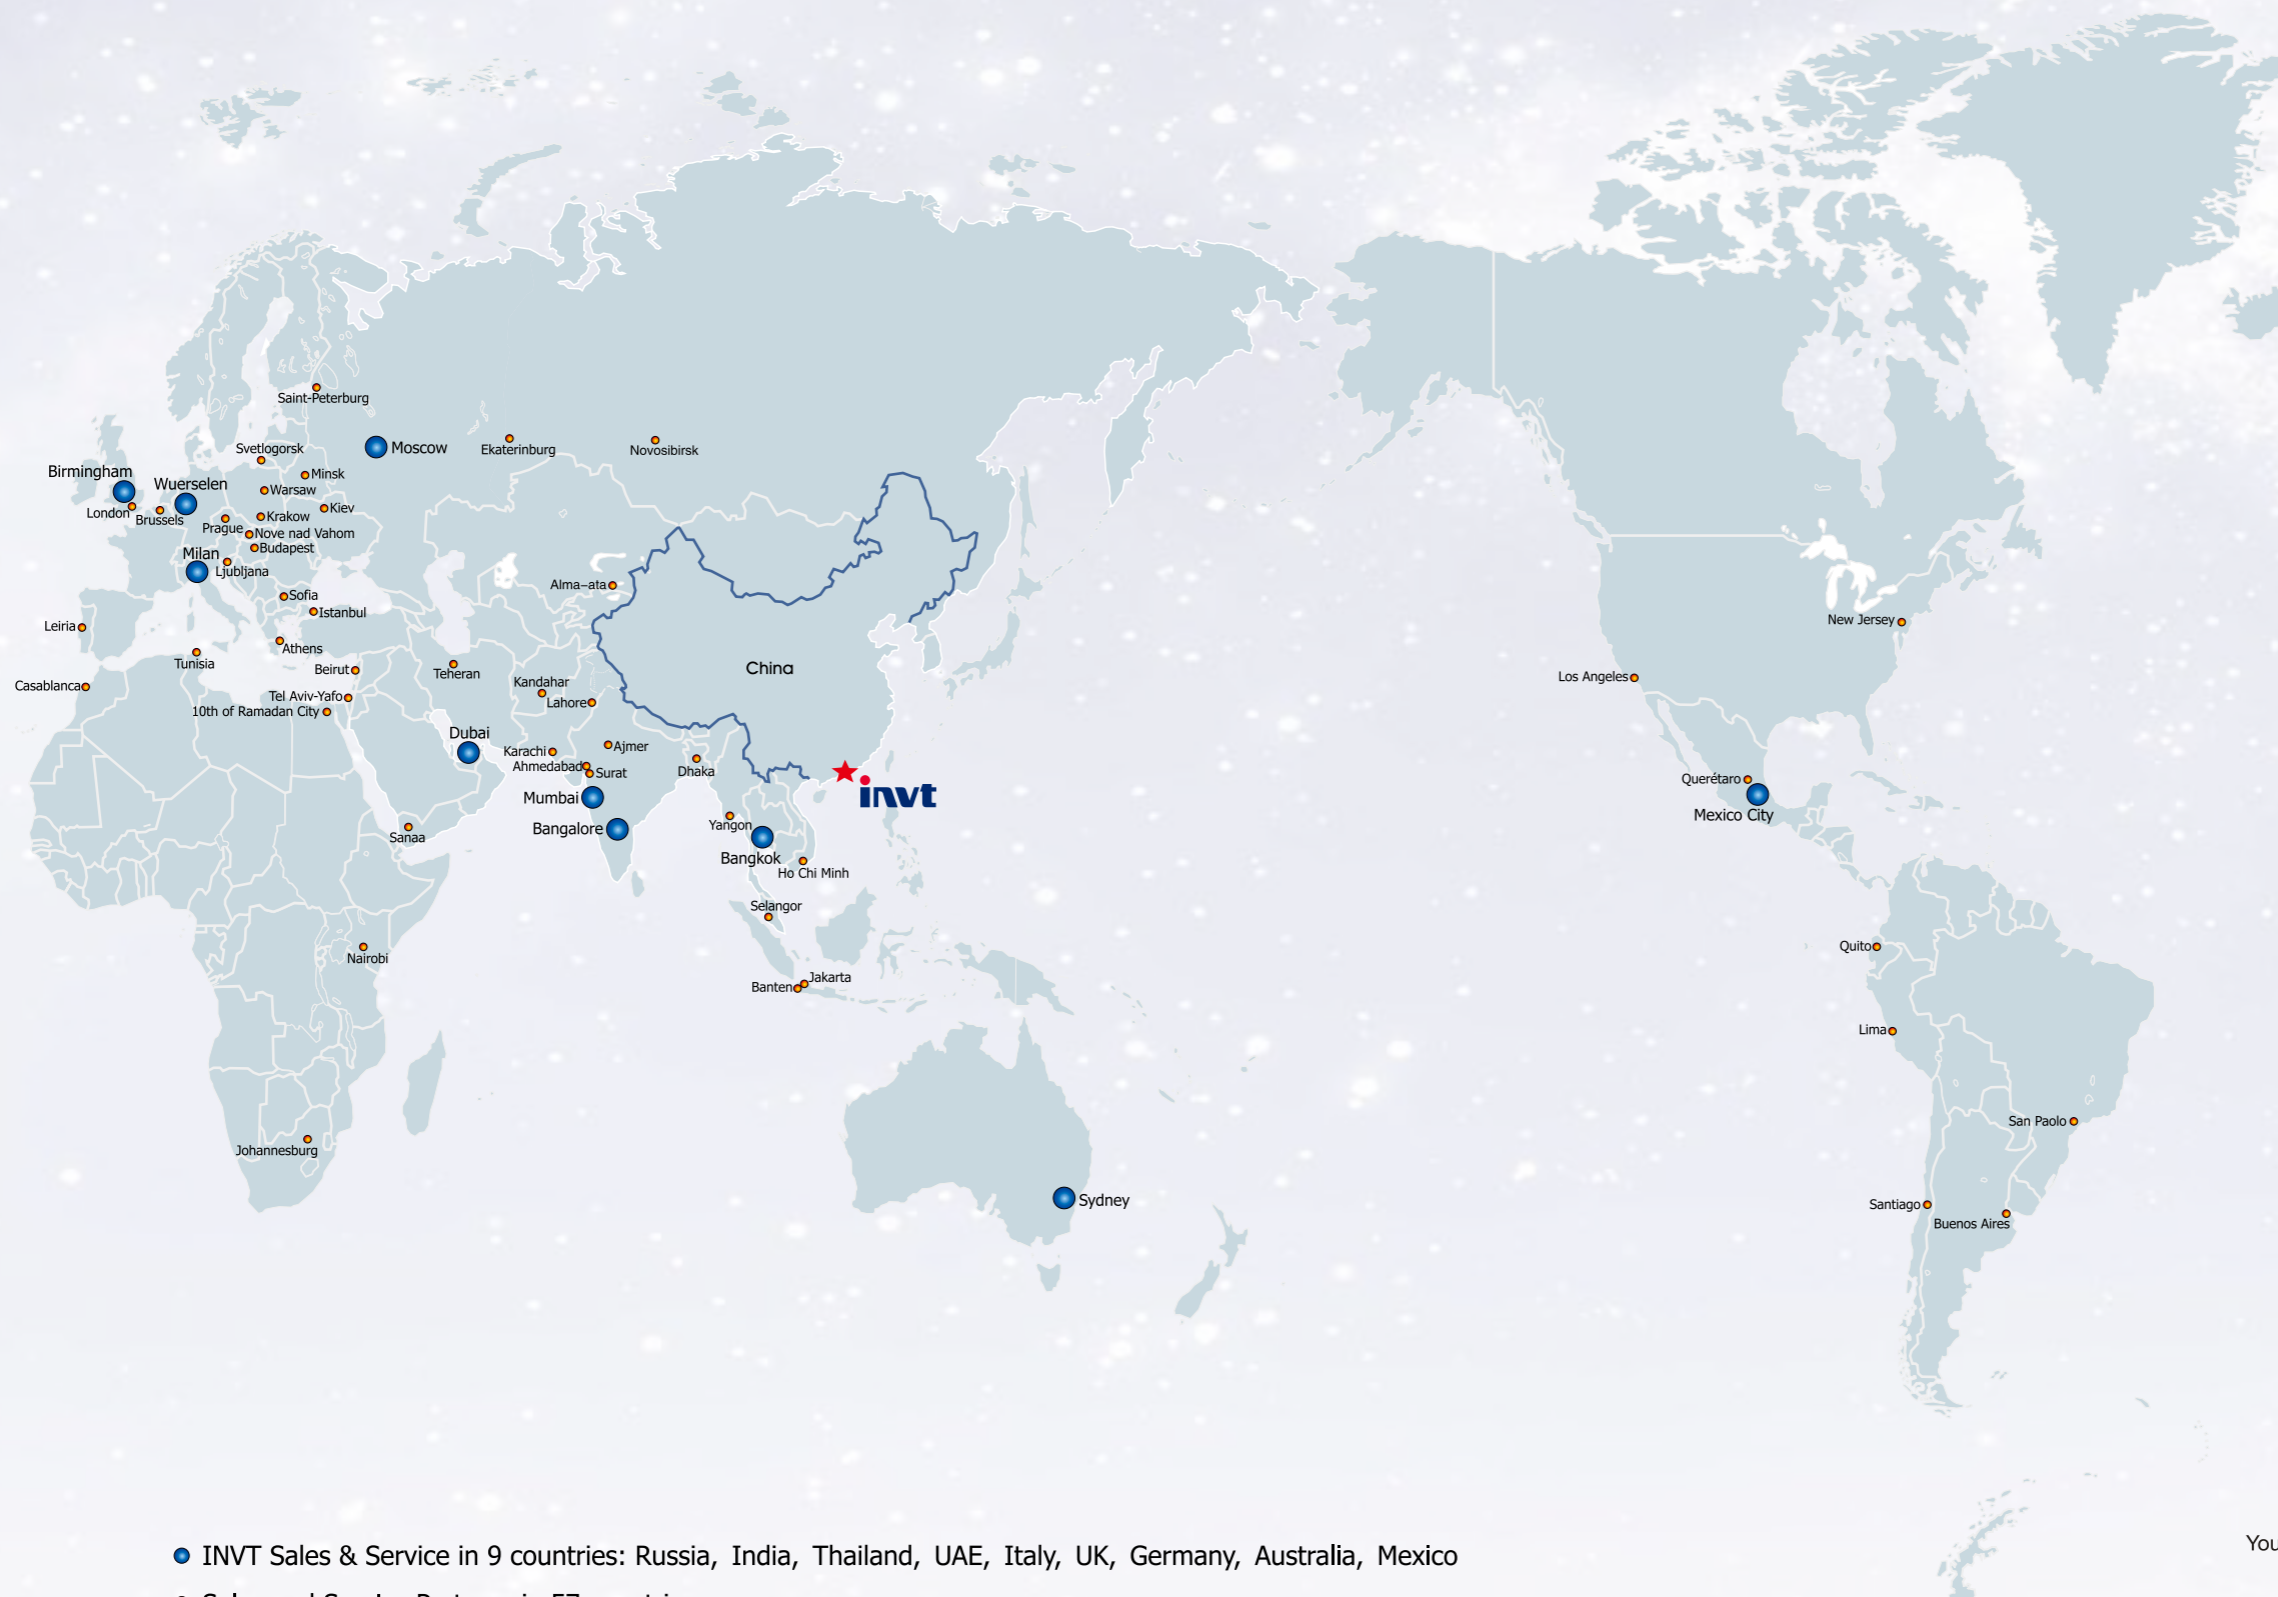 Saint-Peterburg
Moscow
Ekaterinburg
Novosibirsk
Svetlogorsk
Birmingham
Minsk
Wuerselen
Warsaw
London
Brussels
Kiev
Krakow
Prague
Nove nad Vahom
Budapest
Milan
Ljubljana
Alma-ata
Sofia
Istanbul
Leiria
New Jersey
Athens
Tunisia
Beirut
Teheran
China
Los Angeles
Kandahar
Casablanca
Tel Aviv-Yafo
Lahore
10th of Ramadan City
Dubai
Karachi
Ajmer
Ahmedabad
Surat
Dhaka
Querétaro
invt
Mumbai
Mexico City
Yangon
Bangalore
Sanaa
Bangkok
Ho Chi Minh
Selangor
Quito
Nairobi
Jakarta
Banten
Lima
San Paolo
Johannesburg
Sydney
Santiago
Buenos Aires
You
INVT Sales & Service in 9 countries: Russia, India, Thailand, UAE, Italy, UK, Germany, Australia, Mexico